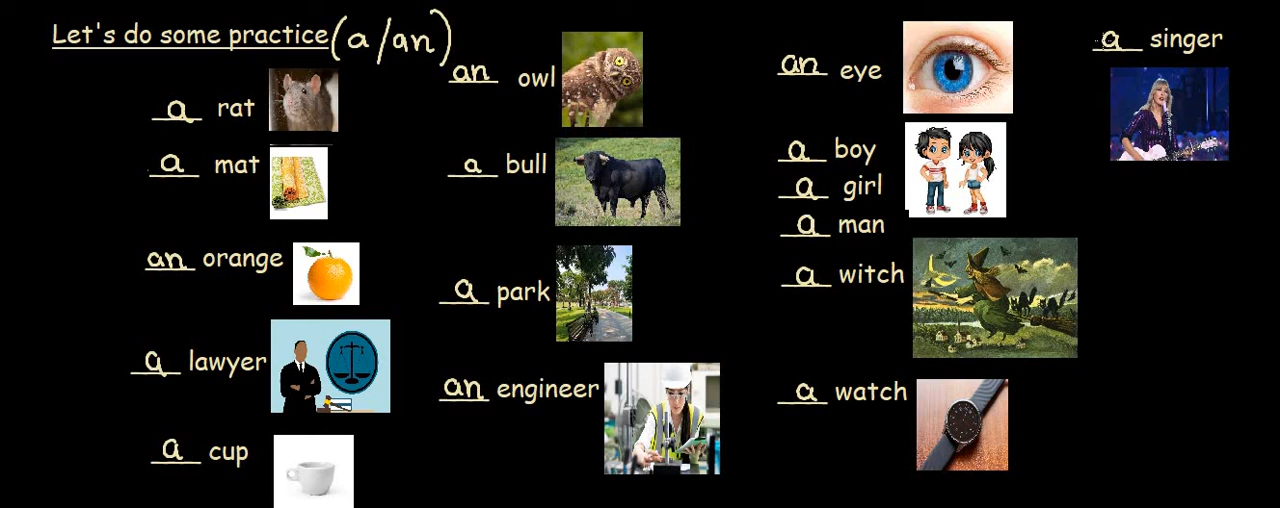 Let's do some practice (a/an)
a rat
a mat
an orange
a lawyer
a cup
an owl
a bull
a park
an engineer
an eye
a boy
a girl
a man
a witch
a watch
a singer